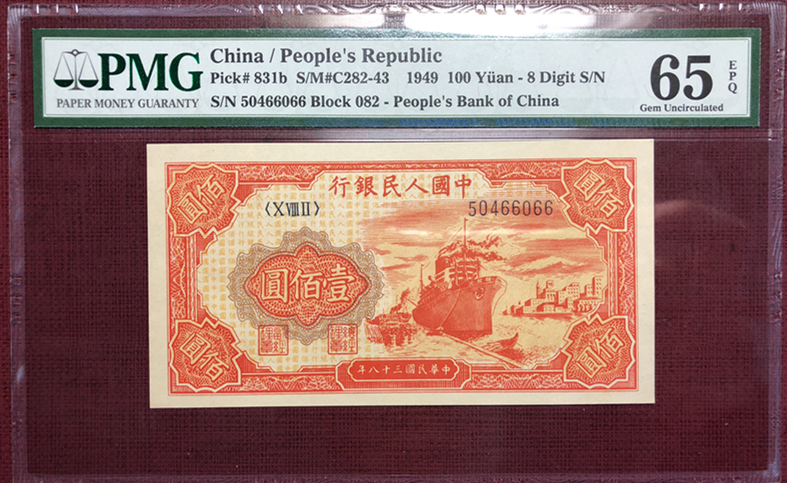 PMG
PAPER MONEY GUARANTY
China / People's Republic
Pick# 831b S/M#C282-43 1949 100 Yüan - 8 Digit S/N
S/N 50466066 Block 082 - People's Bank of China
65
EPQ
Gem Uncirculated
中國人民銀行
佰圓
佰圓
〈X VIII II〉
50466066
壹佰圓
佰圓
佰圓
中華民國三十八年